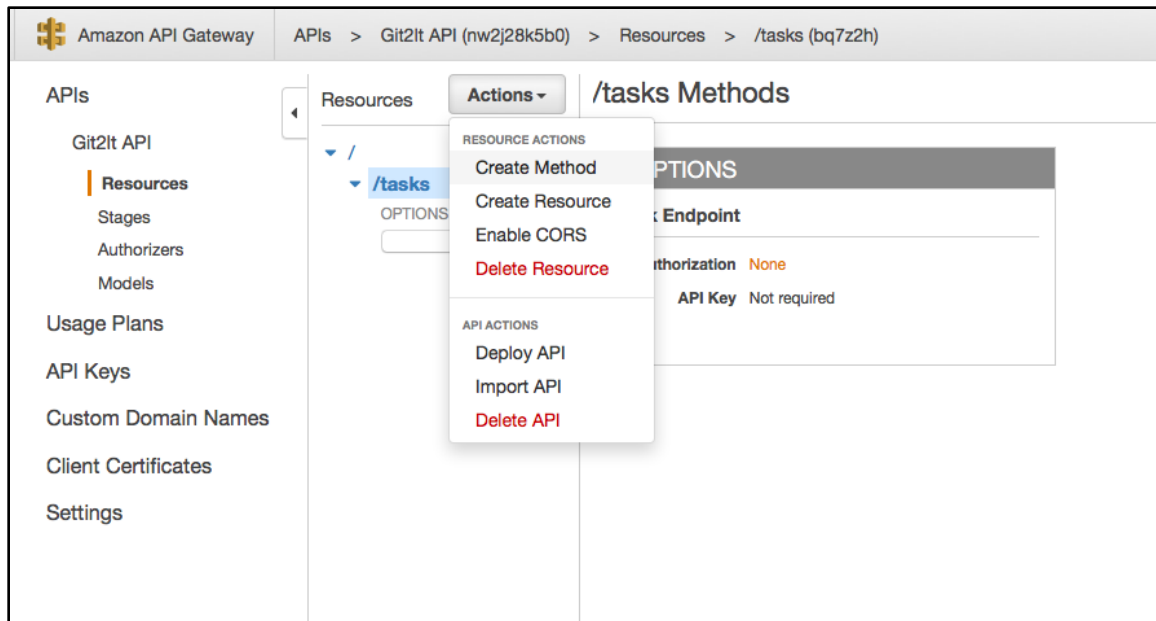 Amazon API Gateway APIs > Git2It API (nw2j28k5b0) > Resources > /tasks (bq7z2h)
APIs
Git2It API
Resources
Stages
Authorizers
Models
Usage Plans
API Keys
Custom Domain Names
Client Certificates
Settings
Resources
Actions
/
/tasks
OPTIONS
RESOURCE ACTIONS
Create Method
Create Resource
Enable CORS
Delete Resource
API ACTIONS
Deploy API
Import API
Delete API
/tasks Methods
PTIONS
Endpoint
uthorization None
API Key Not required